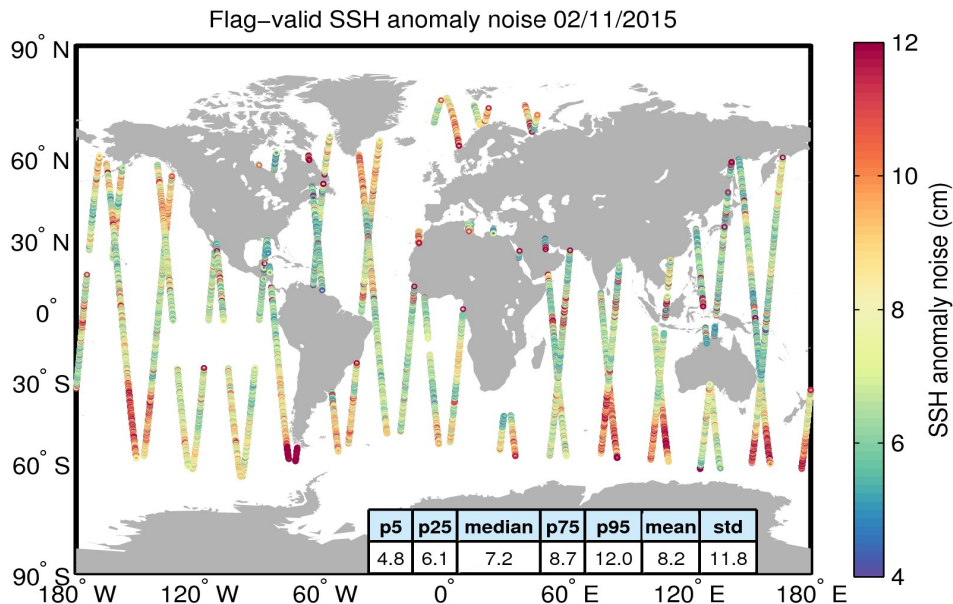 Flag−valid SSH anomaly noise 02/11/2015
90° N
60° N
30° N
0°
30° S
60° S
90° S
180° W 120° W 60° W 0° 60° E 120° E 180° E
p5 p25 median p75 p95 mean std
4.8 6.1 7.2 8.7 12.0 8.2 11.8
12
10
8
6
4
SSH anomaly noise (cm)